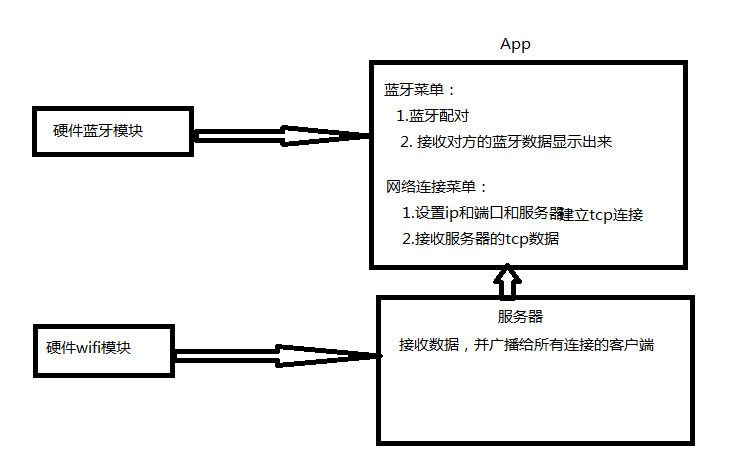 App
蓝牙菜单：
1.蓝牙配对
2. 接收对方的蓝牙数据显示出来
硬件蓝牙模块
网络连接菜单：
1.设置ip和端口和服务器建立tcp连接
2.接收服务器的tcp数据
服务器
接收数据，并广播给所有连接的客户端
硬件wifi模块